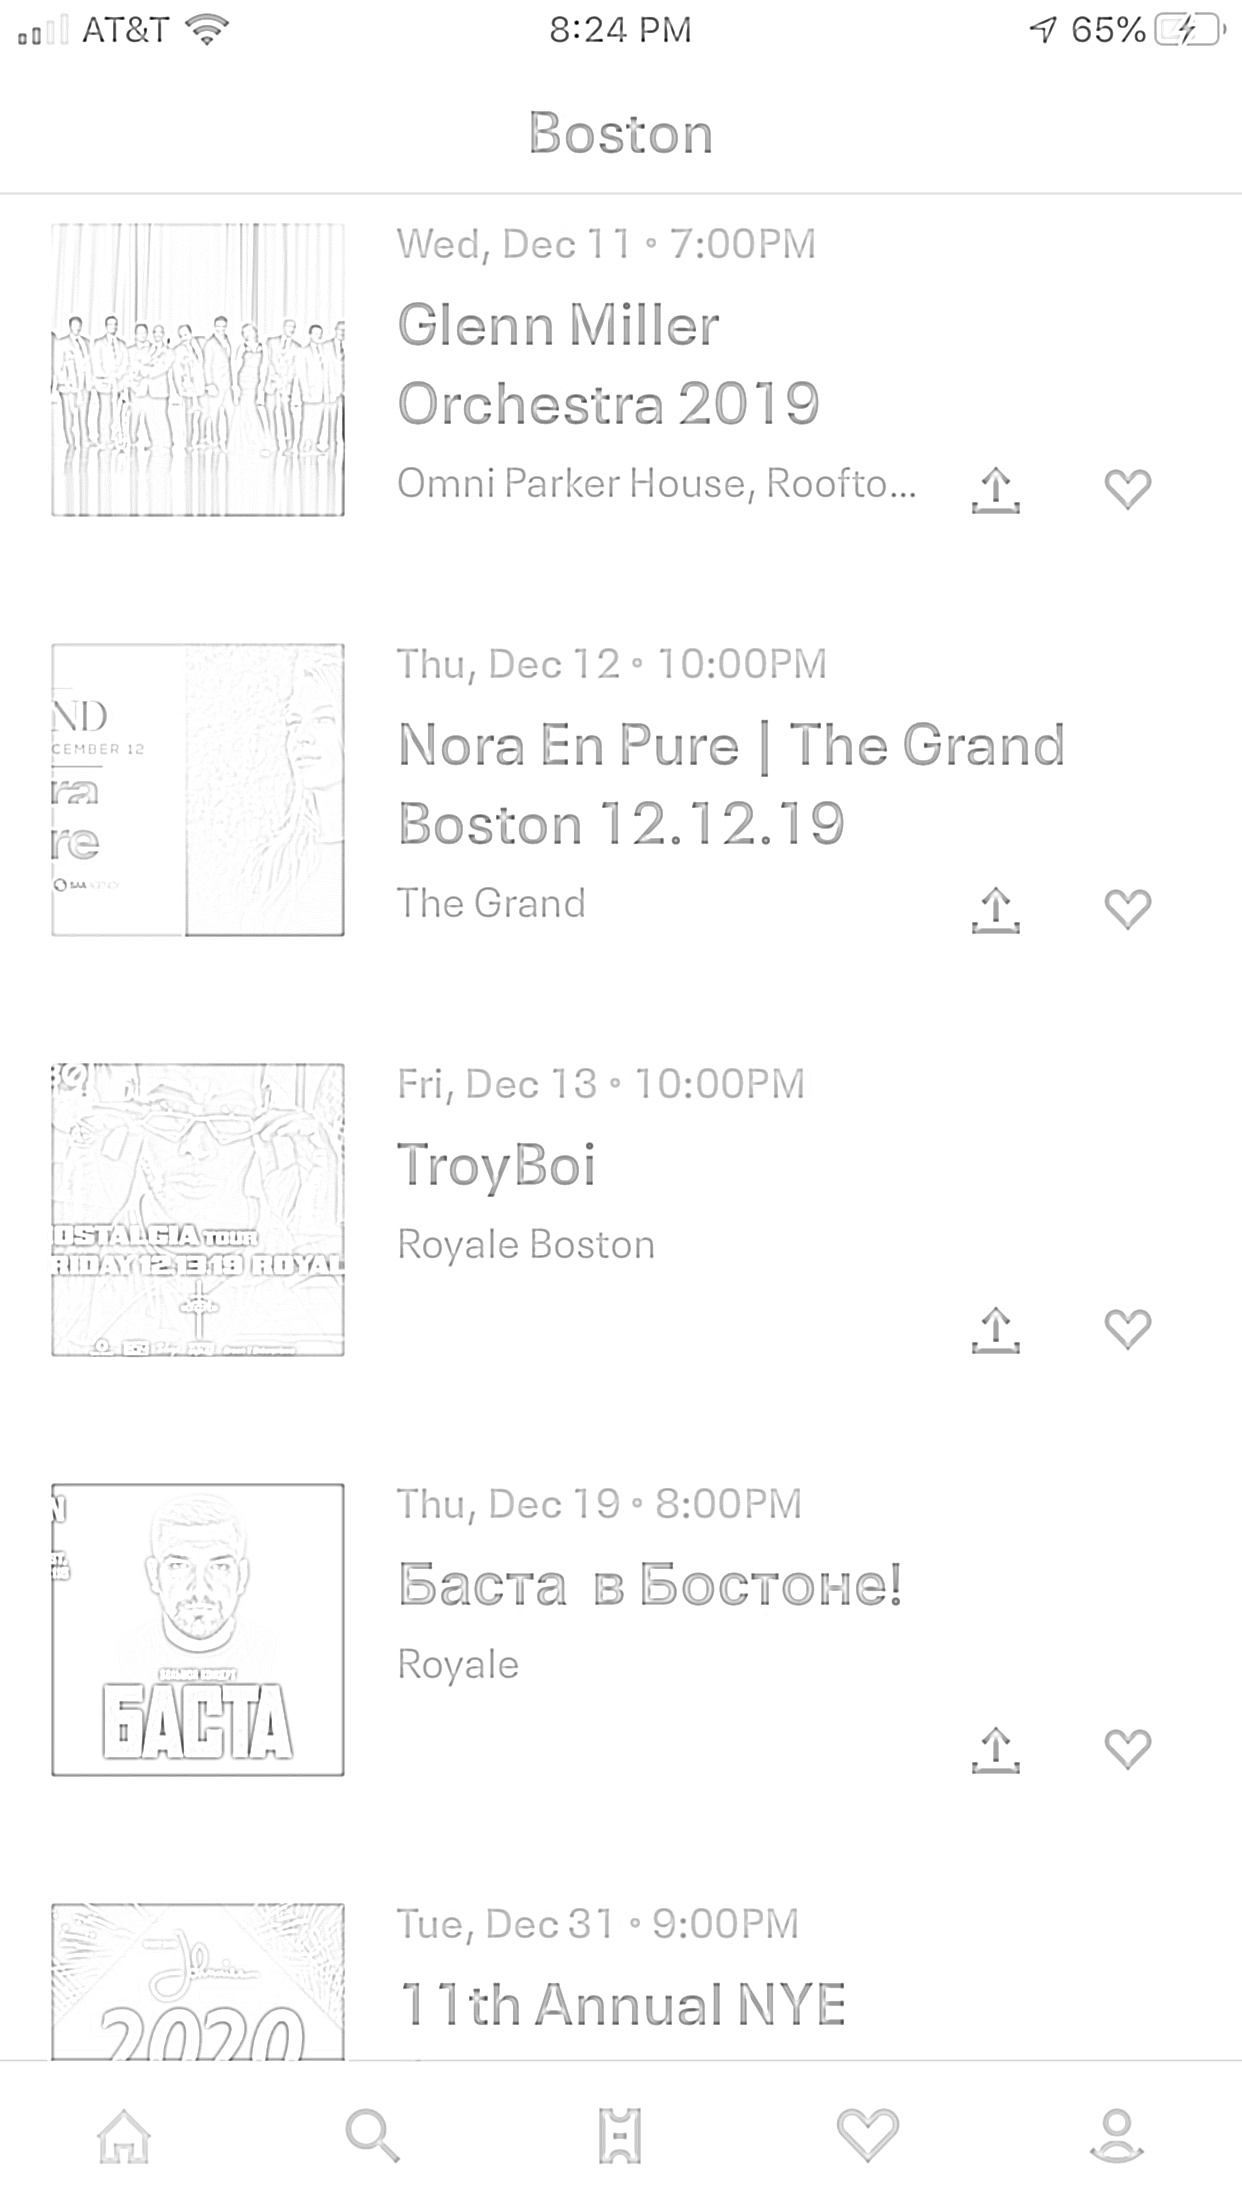 AT&T 8:24 PM 65%
Boston
Wed, Dec 11 • 7:00PM
Glenn Miller
Orchestra 2019
Omni Parker House, Roofto...
ND
CEMBER 12
ra
re
Thu, Dec 12 • 10:00PM
Nora En Pure | The Grand
Boston 12.12.19
The Grand
Fri, Dec 13 • 10:00PM
TroyBoi
Royale Boston
OSTALGIA TOUR
RIDAY 12.13.19 ROYAL
Thu, Dec 19 • 8:00PM
Баста в Бостоне!
Royale
N
БАСТА
Tue, Dec 31 • 9:00PM
11th Annual NYE
2020